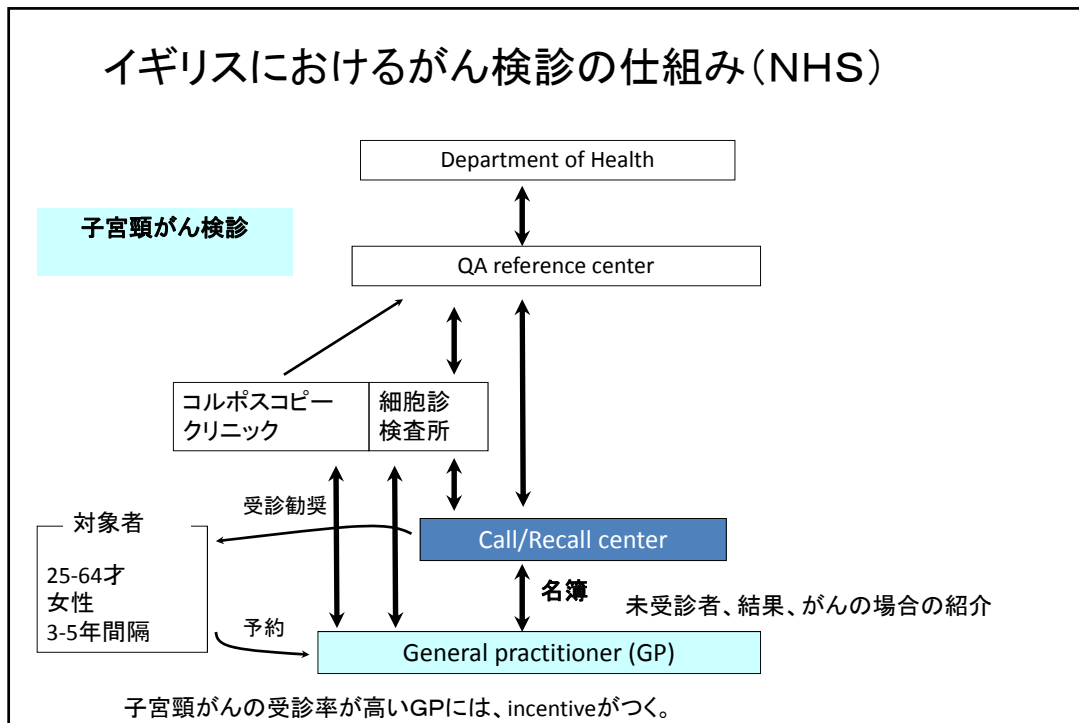 イギリスにおけるがん検診の仕組み（NHS）
Department of Health
子宮頸がん検診
QA reference center
コルポスコピー
クリニック
細胞診
検査所
受診勧奨
対象者
25-64才
女性
3-5年間隔
Call/Recall center
名簿
未受診者、結果、がんの場合の紹介
予約
General practitioner (GP)
子宮頸がんの受診率が高いGPには、incentiveがつく。